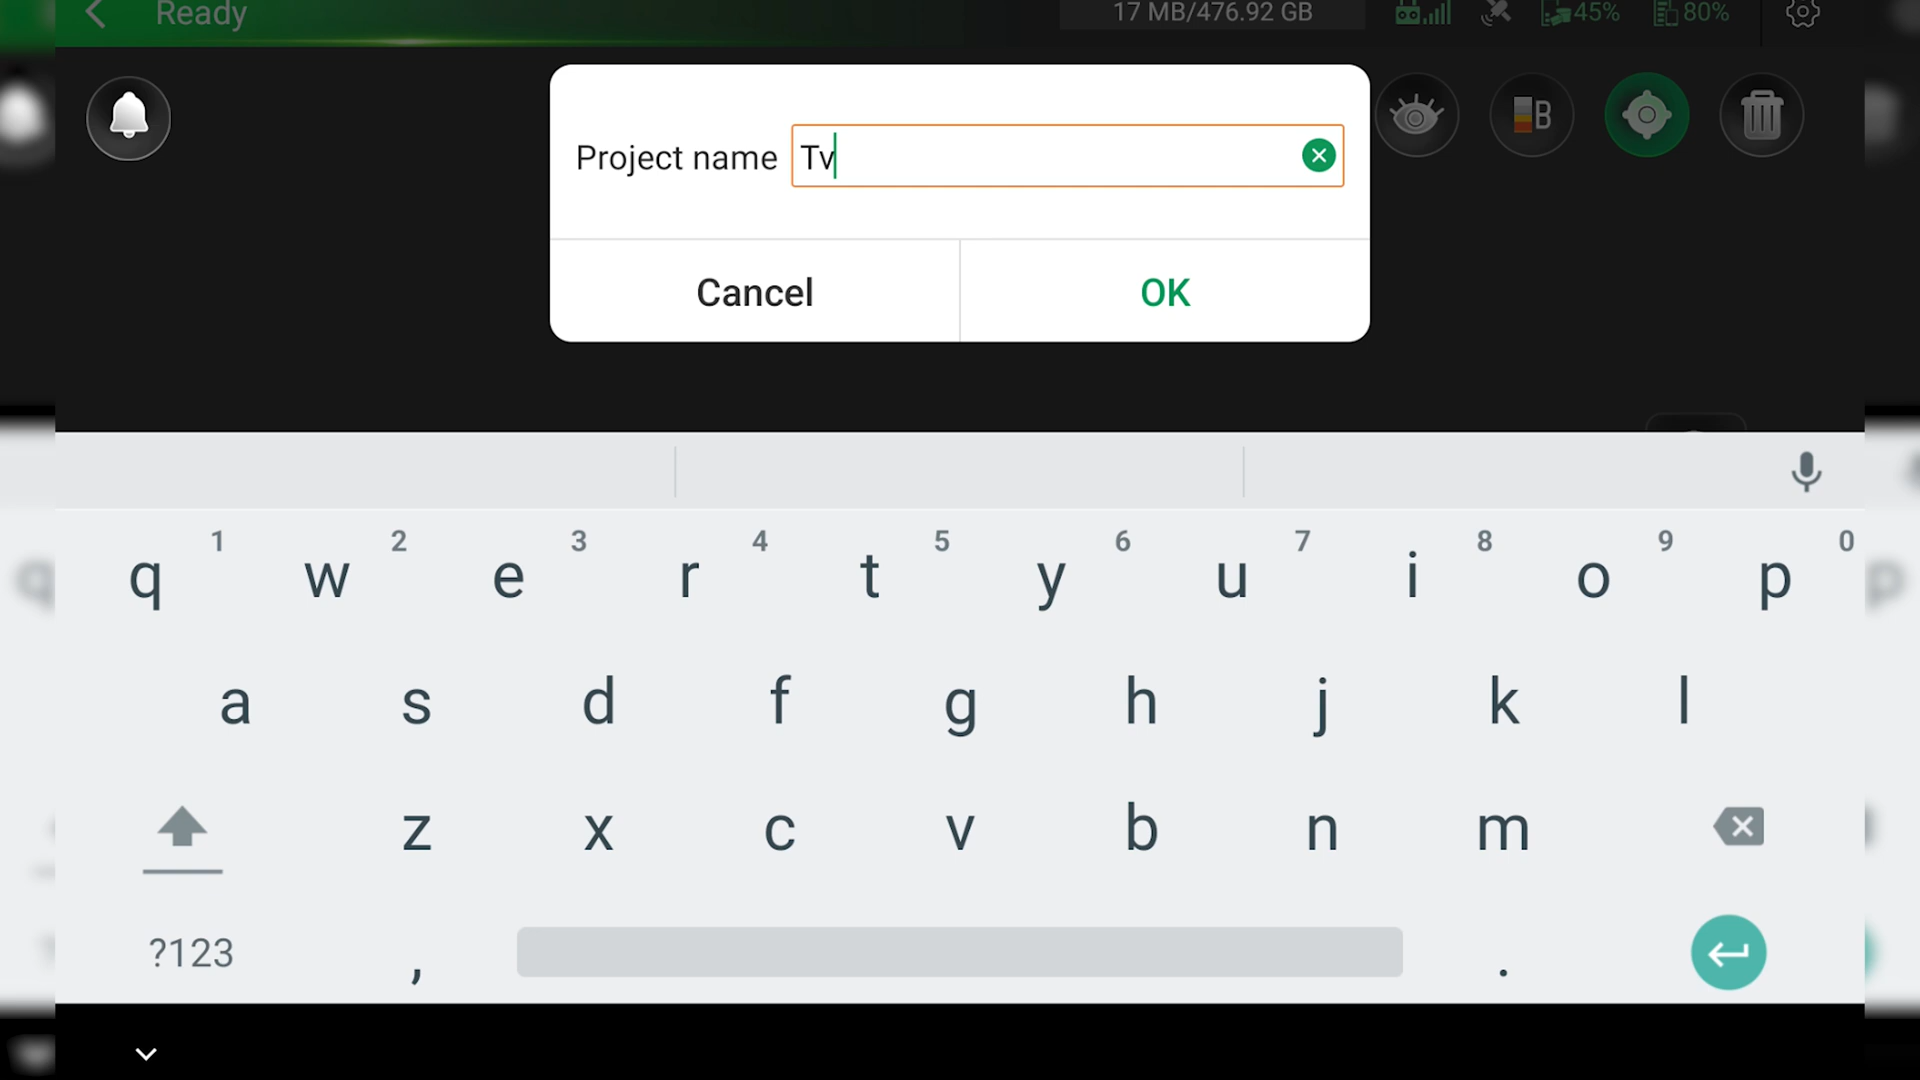 Ready
17 MB/476.92 GB
45%
80%
B
Project name Tv
Cancel OK
1 2 3 4 5 6 7 8 9 0
q w e r t y u i o p
a s d f g h j k l
z x c v b n m
?123 , .